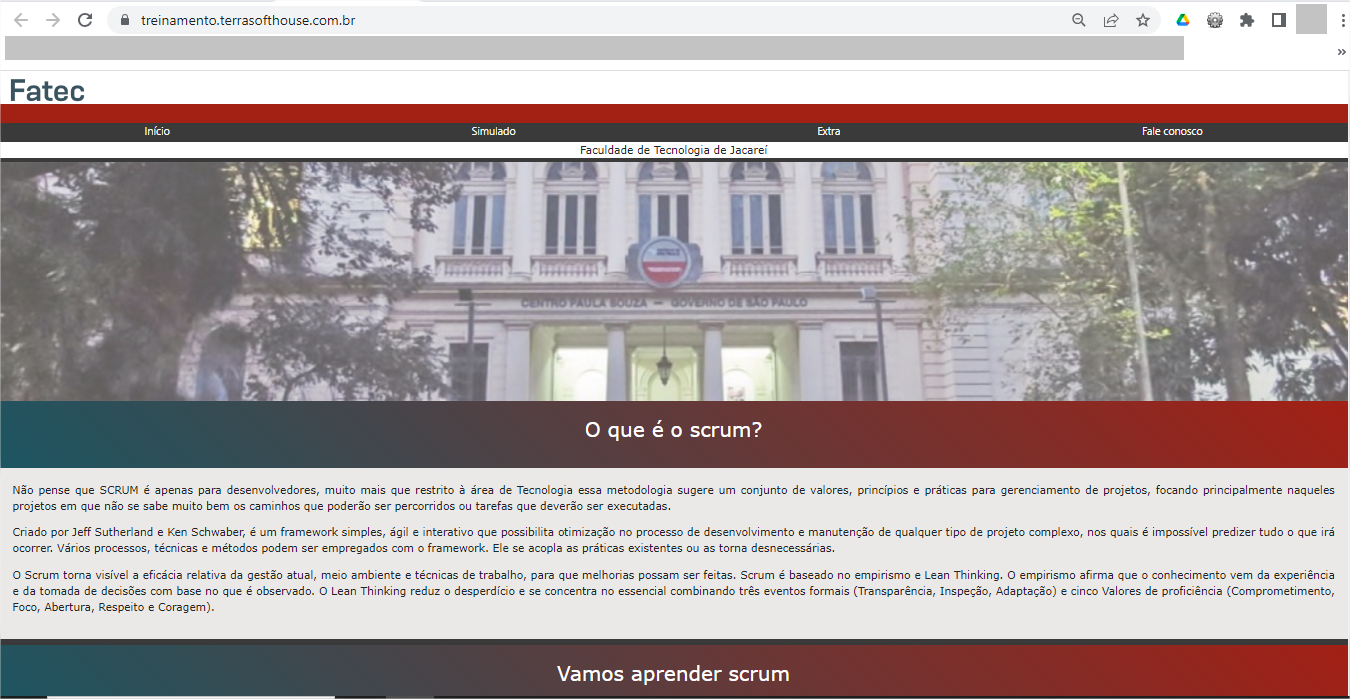 treinamento.terrasofthouse.com.br
Fatec
Início Simulado Extra Fale conosco
Faculdade de Tecnologia de Jacareí
CENTRO PAULA SOUZA — GOVERNO DE SÃO PAULO
O que é o scrum?
Não pense que SCRUM é apenas para desenvolvedores, muito mais que restrito à área de Tecnologia essa metodologia sugere um conjunto de valores, princípios e práticas para gerenciamento de projetos, focando principalmente naqueles
projetos em que não se sabe muito bem os caminhos que poderão ser percorridos ou tarefas que deverão ser executadas.
Criado por Jeff Sutherland e Ken Schwaber, é um framework simples, ágil e interativo que possibilita otimização no processo de desenvolvimento e manutenção de qualquer tipo de projeto complexo, nos quais é impossível predizer tudo o que irá
ocorrer. Vários processos, técnicas e métodos podem ser empregados com o framework. Ele se acopla as práticas existentes ou as torna desnecessárias.
O Scrum torna visível a eficácia relativa da gestão atual, meio ambiente e técnicas de trabalho, para que melhorias possam ser feitas. Scrum é baseado no empirismo e Lean Thinking. O empirismo afirma que o conhecimento vem da experiência
e da tomada de decisões com base no que é observado. O Lean Thinking reduz o desperdício e se concentra no essencial combinando três eventos formais (Transparência, Inspeção, Adaptação) e cinco Valores de proficiência (Comprometimento,
Foco, Abertura, Respeito e Coragem).
Vamos aprender scrum